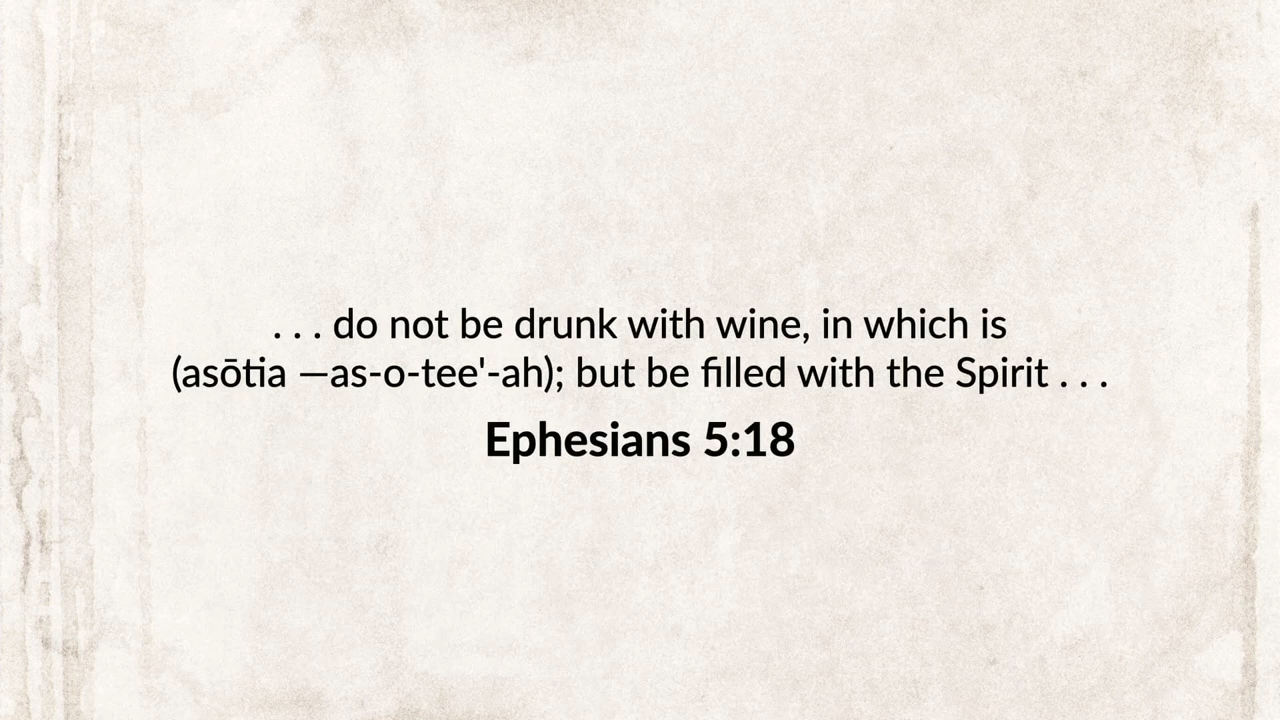 . . . do not be drunk with wine, in which is
(asōtia —as-o-tee'-ah); but be filled with the Spirit . . .
Ephesians 5:18